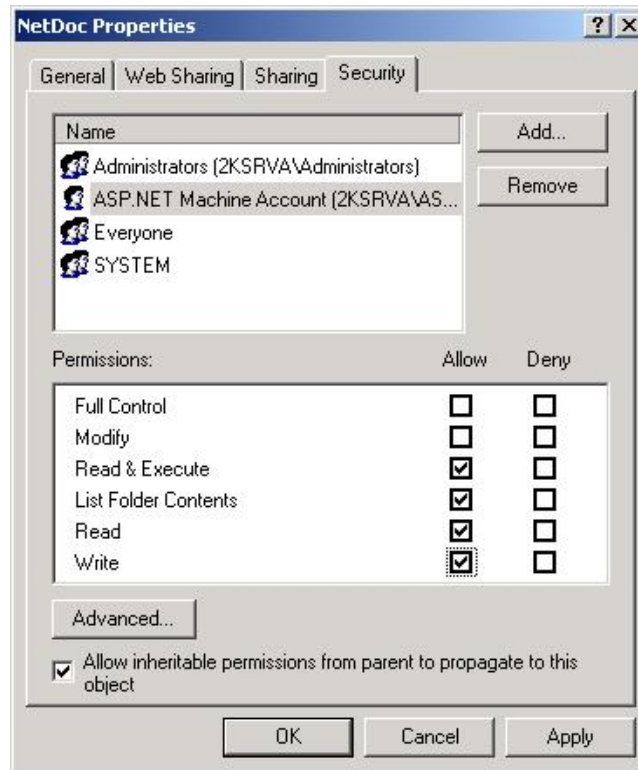 NetDoc Properties
General Web Sharing Sharing Security
Name
Add...
Administrators (2KSRVA\Administrators)
Remove
ASP.NET Machine Account (2KSRVA\AS...
Everyone
SYSTEM
Permissions: Allow Deny
Full Control
Modify
Read & Execute
List Folder Contents
Read
Write
Advanced...
Allow inheritable permissions from parent to propagate to this
object
OK Cancel Apply